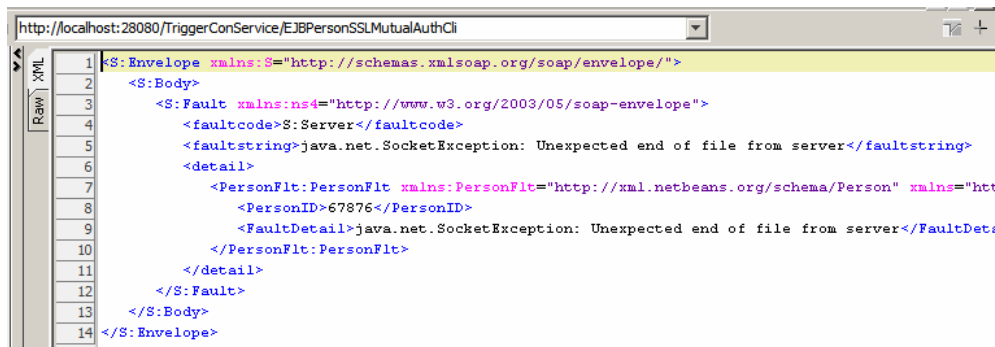 http://localhost:28080/TriggerConService/EJBPersonSSLMutualAuthCli
XML
Raw
1 <S:Envelope xmlns:S="http://schemas.xmlsoap.org/soap/envelope/">
2 <S:Body>
3 <S:Fault xmlns:ns4="http://www.w3.org/2003/05/soap-envelope">
4 <faultcode>S:Server</faultcode>
5 <faultstring>java.net.SocketException: Unexpected end of file from server</faultstring>
6 <detail>
7 <PersonFlt:PersonFlt xmlns:PersonFlt="http://xml.netbeans.org/schema/Person" xmlns="htt
8 <PersonID>67876</PersonID>
9 <FaultDetail>java.net.SocketException: Unexpected end of file from server</FaultDeta
10 </PersonFlt:PersonFlt>
11 </detail>
12 </S:Fault>
13 </S:Body>
14 </S:Envelope>